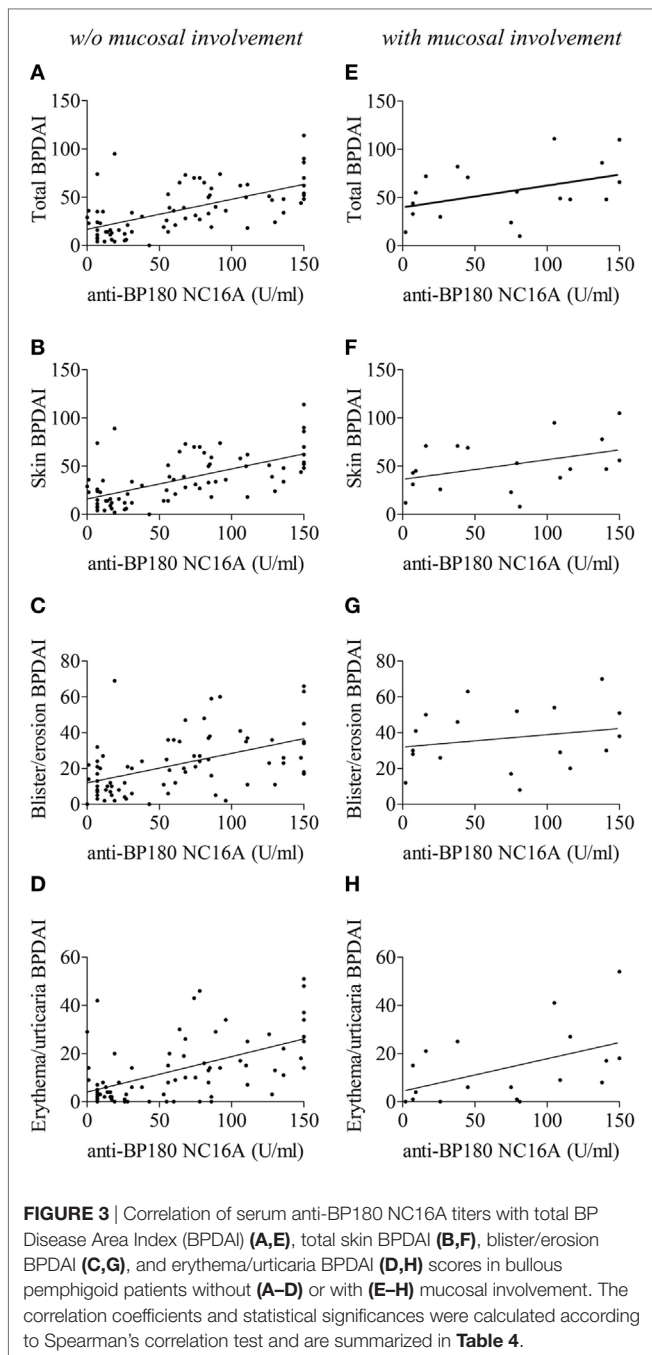 w/o mucosal involvement
with mucosal involvement
A
150
100
50
0
Total BPDAI
0 50 100 150
anti-BP180 NC16A (U/ml)
E
150
100
50
0
Total BPDAI
0 50 100 150
anti-BP180 NC16A (U/ml)
B
150
100
50
0
Skin BPDAI
0 50 100 150
anti-BP180 NC16A (U/ml)
F
150
100
50
0
Skin BPDAI
0 50 100 150
anti-BP180 NC16A (U/ml)
C
80
60
40
20
0
Blister/erosion BPDAI
0 50 100 150
anti-BP180 NC16A (U/ml)
G
80
60
40
20
0
Blister/erosion BPDAI
0 50 100 150
anti-BP180 NC16A (U/ml)
D
60
40
20
0
Erythema/urticaria BPDAI
0 50 100 150
anti-BP180 NC16A (U/ml)
H
60
40
20
0
Erythema/urticaria BPDAI
0 50 100 150
anti-BP180 NC16A (U/ml)
FIGURE 3 | Correlation of serum anti-BP180 NC16A titers with total BP
Disease Area Index (BPDAI) (A,E), total skin BPDAI (B,F), blister/erosion
BPDAI (C,G), and erythema/urticaria BPDAI (D,H) scores in bullous
pemphigoid patients without (A–D) or with (E–H) mucosal involvement. The
correlation coefficients and statistical significances were calculated according
to Spearman's correlation test and are summarized in Table 4.